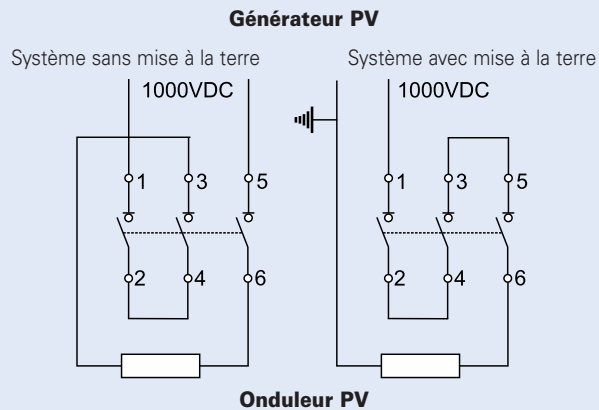 Générateur PV
Système sans mise à la terre
Système avec mise à la terre
1000VDC
1000VDC
1
3
5
1
3
5
2
4
6
2
4
6
Onduleur PV